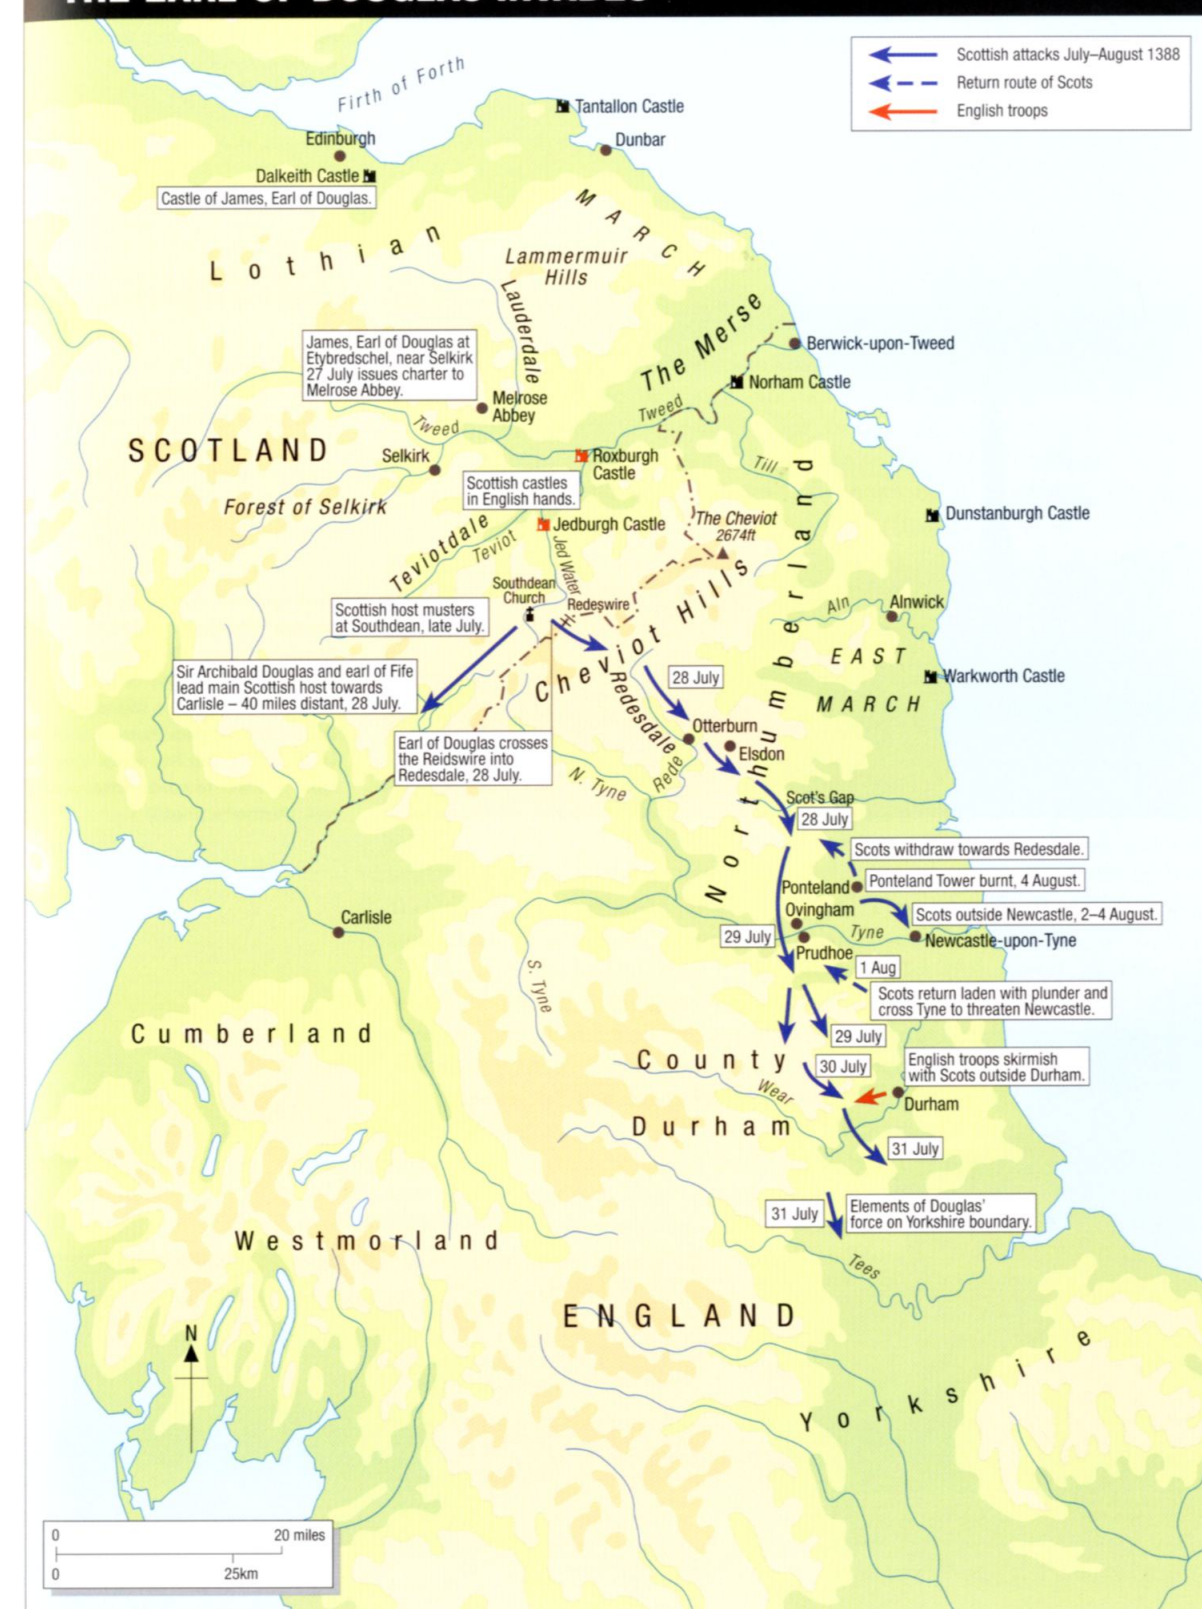 THE EARL OF DOUGLAS INVADES
Scottish attacks July–August 1388
Return route of Scots
English troops
Firth of Forth
Tantallon Castle
Edinburgh
Dunbar
Dalkeith Castle
Castle of James, Earl of Douglas.
MARCH
Lothian
Lammermuir
Hills
Lauderdale
The Merse
James, Earl of Douglas at
Etybredschel, near Selkirk
27 July issues charter to
Melrose Abbey.
Berwick-upon-Tweed
Norham Castle
Melrose
Abbey
Tweed
Tweed
SCOTLAND
Selkirk
Roxburgh
Castle
Till
Scottish castles
in English hands.
Forest of Selkirk
Jedburgh Castle
The Cheviot
2674ft
Dunstanburgh Castle
Teviotdale
Teviot
Jed Water
Southdean
Church
Redeswire
Scottish host musters
at Southdean, late July.
Cheviot Hills
Northumberland
Aln
Alnwick
EAST
MARCH
Warkworth Castle
Sir Archibald Douglas and earl of Fife
lead main Scottish host towards
Carlisle – 40 miles distant, 28 July.
28 July
Redesdale
Otterburn
Elsdon
Earl of Douglas crosses
the Reidswire into
Redesdale, 28 July.
N. Tyne
Rede
Scot's Gap
28 July
Scots withdraw towards Redesdale.
Ponteland
Ponteland Tower burnt, 4 August.
Ovingham
Scots outside Newcastle, 2–4 August.
Carlisle
29 July
Tyne
Newcastle-upon-Tyne
Prudhoe
1 Aug
S. Tyne
Scots return laden with plunder and
cross Tyne to threaten Newcastle.
Cumberland
29 July
County
30 July
English troops skirmish
with Scots outside Durham.
Wear
Durham
Durham
31 July
31 July
Elements of Douglas'
force on Yorkshire boundary.
Westmorland
Tees
ENGLAND
N
Yorkshire
0
20 miles
0
25km